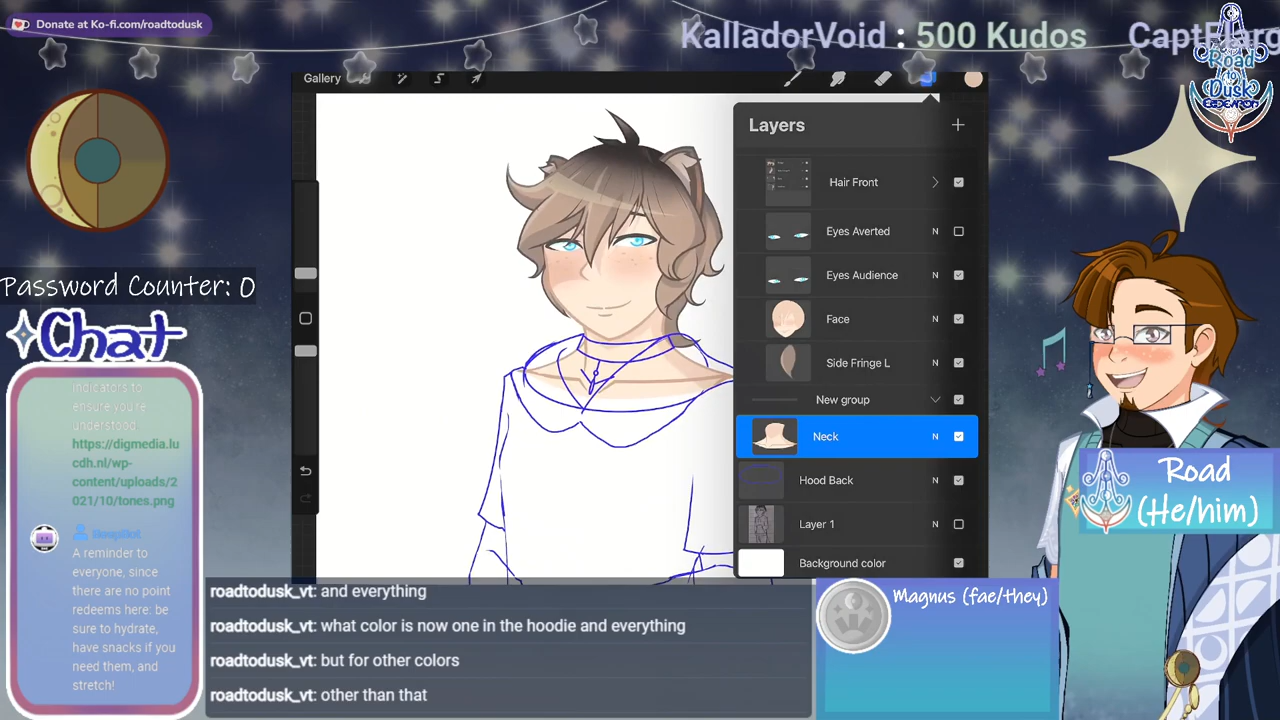 Donate at Ko-fi.com/roadtodusk
KalladorVoid : 500 Kudos
Road
to
Dusk
Gallery
Layers
Hair Front
Eyes Averted N
Eyes Audience N
Face N
Side Fringe L N
New group
Neck N
Hood Back N
Layer 1 N
Background color
Password Counter: 0
Chat
indicators to
ensure you're
understood:
https://digmedia.lu
cdh.nl/wp-
content/uploads/2
021/10/tones.png
A reminder to
everyone, since
there are no point
redeems here: be
sure to hydrate,
have snacks if you
need them, and
stretch!
roadtodusk_vt: and everything
roadtodusk_vt: what color is now one in the hoodie and everything
roadtodusk_vt: but for other colors
roadtodusk_vt: other than that
Magnus (fae/they)
Road
(He/him)